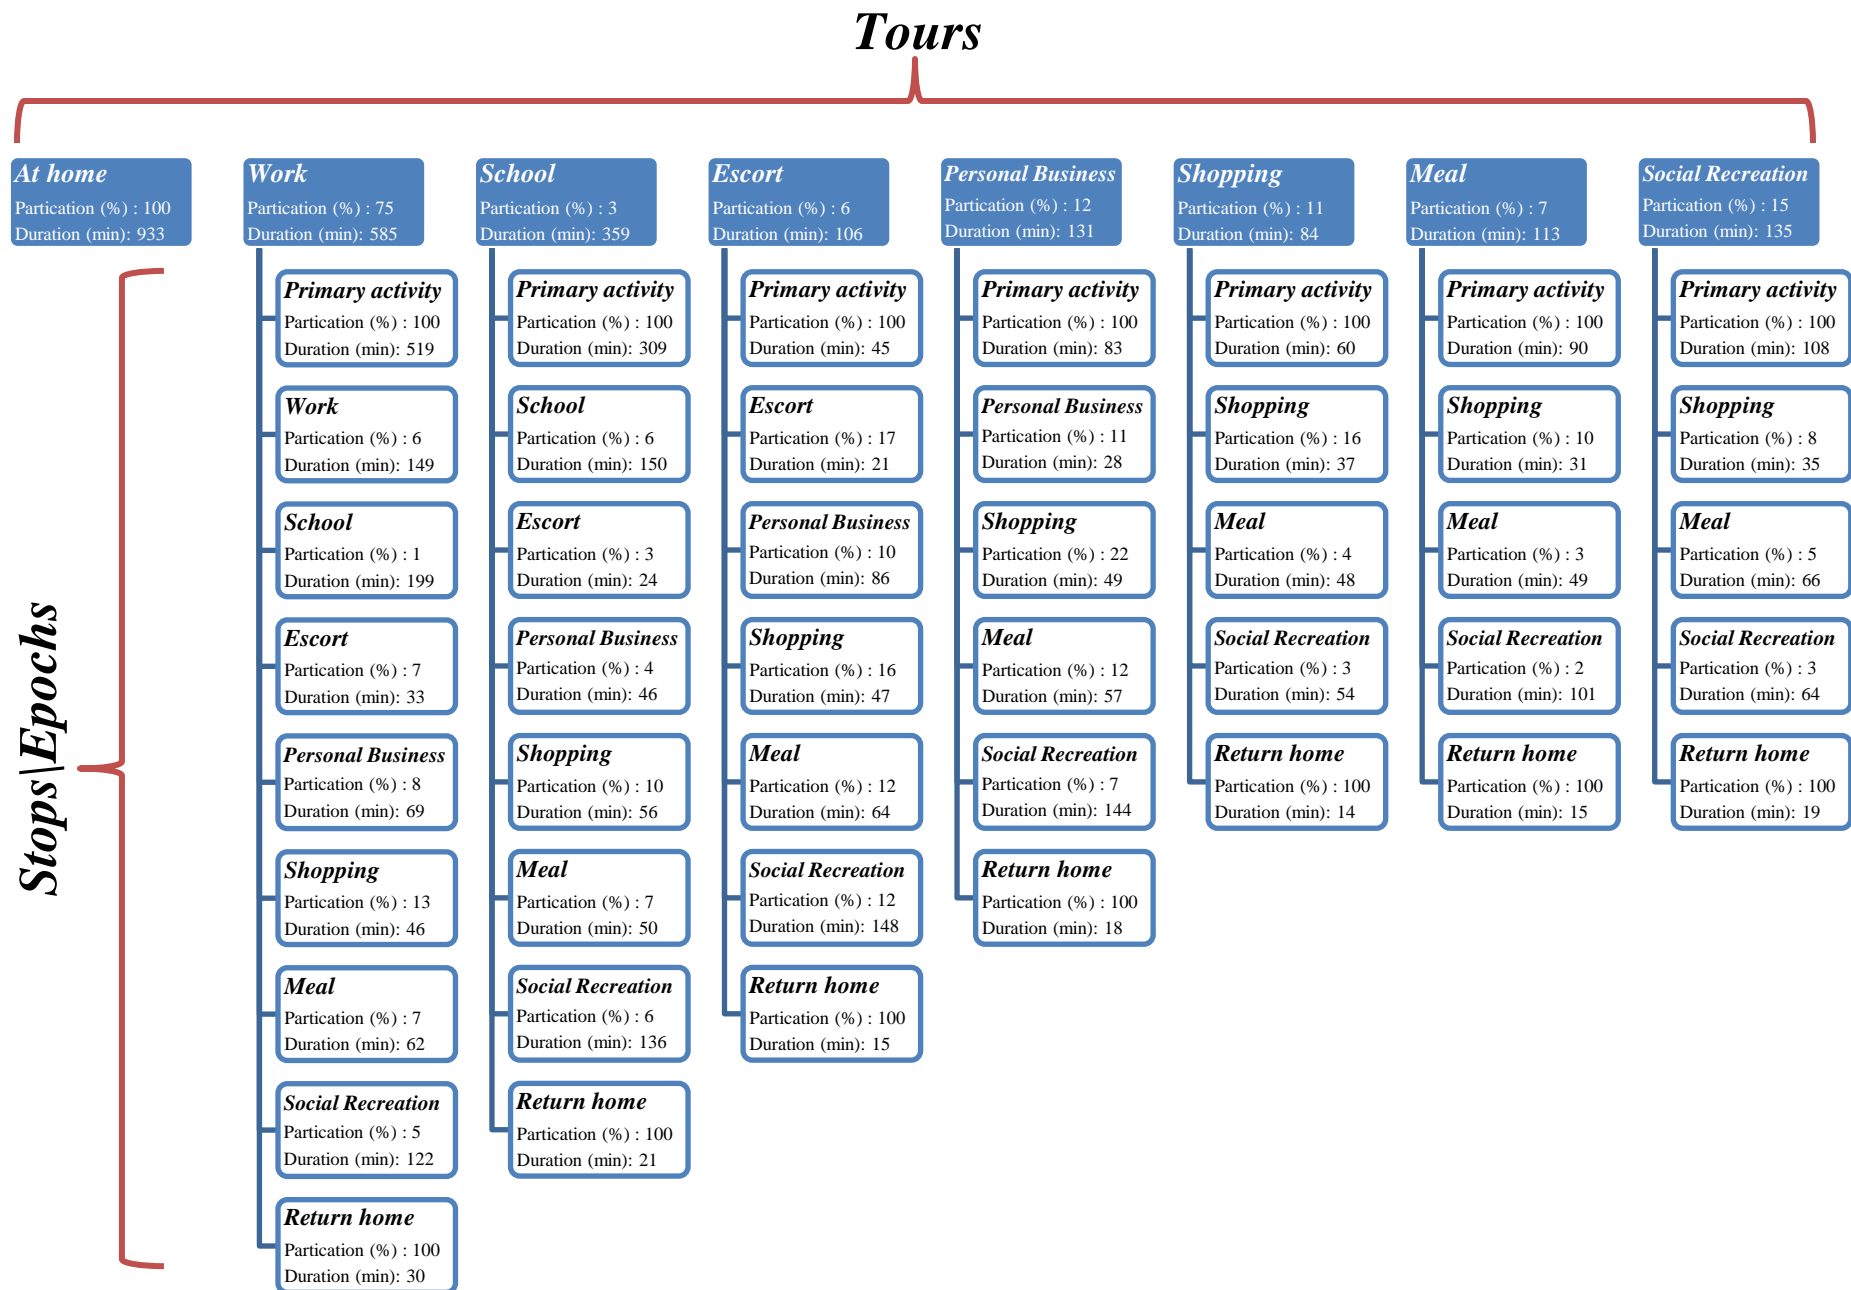 Tours
At home
Partication (%) : 100
Duration (min): 933
Work
Partication (%) : 75
Duration (min): 585
School
Partication (%) : 3
Duration (min): 359
Escort
Partication (%) : 6
Duration (min): 106
Personal Business
Partication (%) : 12
Duration (min): 131
Shopping
Partication (%) : 11
Duration (min): 84
Meal
Partication (%) : 7
Duration (min): 113
Social Recreation
Partication (%) : 15
Duration (min): 135
Stops|Epochs
Primary activity
Partication (%) : 100
Duration (min): 519
Work
Partication (%) : 6
Duration (min): 149
School
Partication (%) : 1
Duration (min): 199
Escort
Partication (%) : 7
Duration (min): 33
Personal Business
Partication (%) : 8
Duration (min): 69
Shopping
Partication (%) : 13
Duration (min): 46
Meal
Partication (%) : 7
Duration (min): 62
Social Recreation
Partication (%) : 5
Duration (min): 122
Return home
Partication (%) : 100
Duration (min): 30
Primary activity
Partication (%) : 100
Duration (min): 309
School
Partication (%) : 6
Duration (min): 150
Escort
Partication (%) : 3
Duration (min): 24
Personal Business
Partication (%) : 4
Duration (min): 46
Shopping
Partication (%) : 10
Duration (min): 56
Meal
Partication (%) : 7
Duration (min): 50
Social Recreation
Partication (%) : 6
Duration (min): 136
Return home
Partication (%) : 100
Duration (min): 21
Primary activity
Partication (%) : 100
Duration (min): 45
Escort
Partication (%) : 17
Duration (min): 21
Personal Business
Partication (%) : 10
Duration (min): 86
Shopping
Partication (%) : 16
Duration (min): 47
Meal
Partication (%) : 12
Duration (min): 64
Social Recreation
Partication (%) : 12
Duration (min): 148
Return home
Partication (%) : 100
Duration (min): 15
Primary activity
Partication (%) : 100
Duration (min): 83
Personal Business
Partication (%) : 11
Duration (min): 28
Shopping
Partication (%) : 22
Duration (min): 49
Meal
Partication (%) : 12
Duration (min): 57
Social Recreation
Partication (%) : 7
Duration (min): 144
Return home
Partication (%) : 100
Duration (min): 18
Primary activity
Partication (%) : 100
Duration (min): 60
Shopping
Partication (%) : 16
Duration (min): 37
Meal
Partication (%) : 4
Duration (min): 48
Social Recreation
Partication (%) : 3
Duration (min): 54
Return home
Partication (%) : 100
Duration (min): 14
Primary activity
Partication (%) : 100
Duration (min): 90
Shopping
Partication (%) : 10
Duration (min): 31
Meal
Partication (%) : 3
Duration (min): 49
Social Recreation
Partication (%) : 2
Duration (min): 101
Return home
Partication (%) : 100
Duration (min): 15
Primary activity
Partication (%) : 100
Duration (min): 108
Shopping
Partication (%) : 8
Duration (min): 35
Meal
Partication (%) : 5
Duration (min): 66
Social Recreation
Partication (%) : 3
Duration (min): 64
Return home
Partication (%) : 100
Duration (min): 19